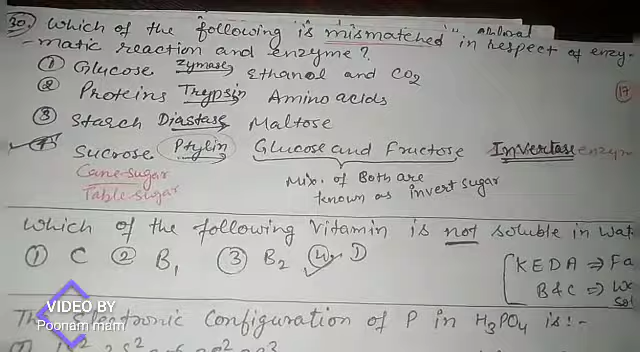 30. Which of the following is "mismatched" in respect of enzy-
-matic reaction and enzyme?
① Glucose Zymase Ethanol and CO2
② Proteins Trypsin Amino acids
17
③ Starch Diastase Maltose
④ Sucrose Ptylin Glucose and Fructose Invertase enzym
Cane-sugar
Table-sugar
Mix. of Both are
known as invert sugar
Which of the following Vitamin is not soluble in Wat
① C ② B1 ③ B2 ④ D
KEDA ⇒ Fa
B&C ⇒ Wa
Sol
VIDEO BY
Poonam mam
The Electronic Configuration of P in H3PO4 is:-